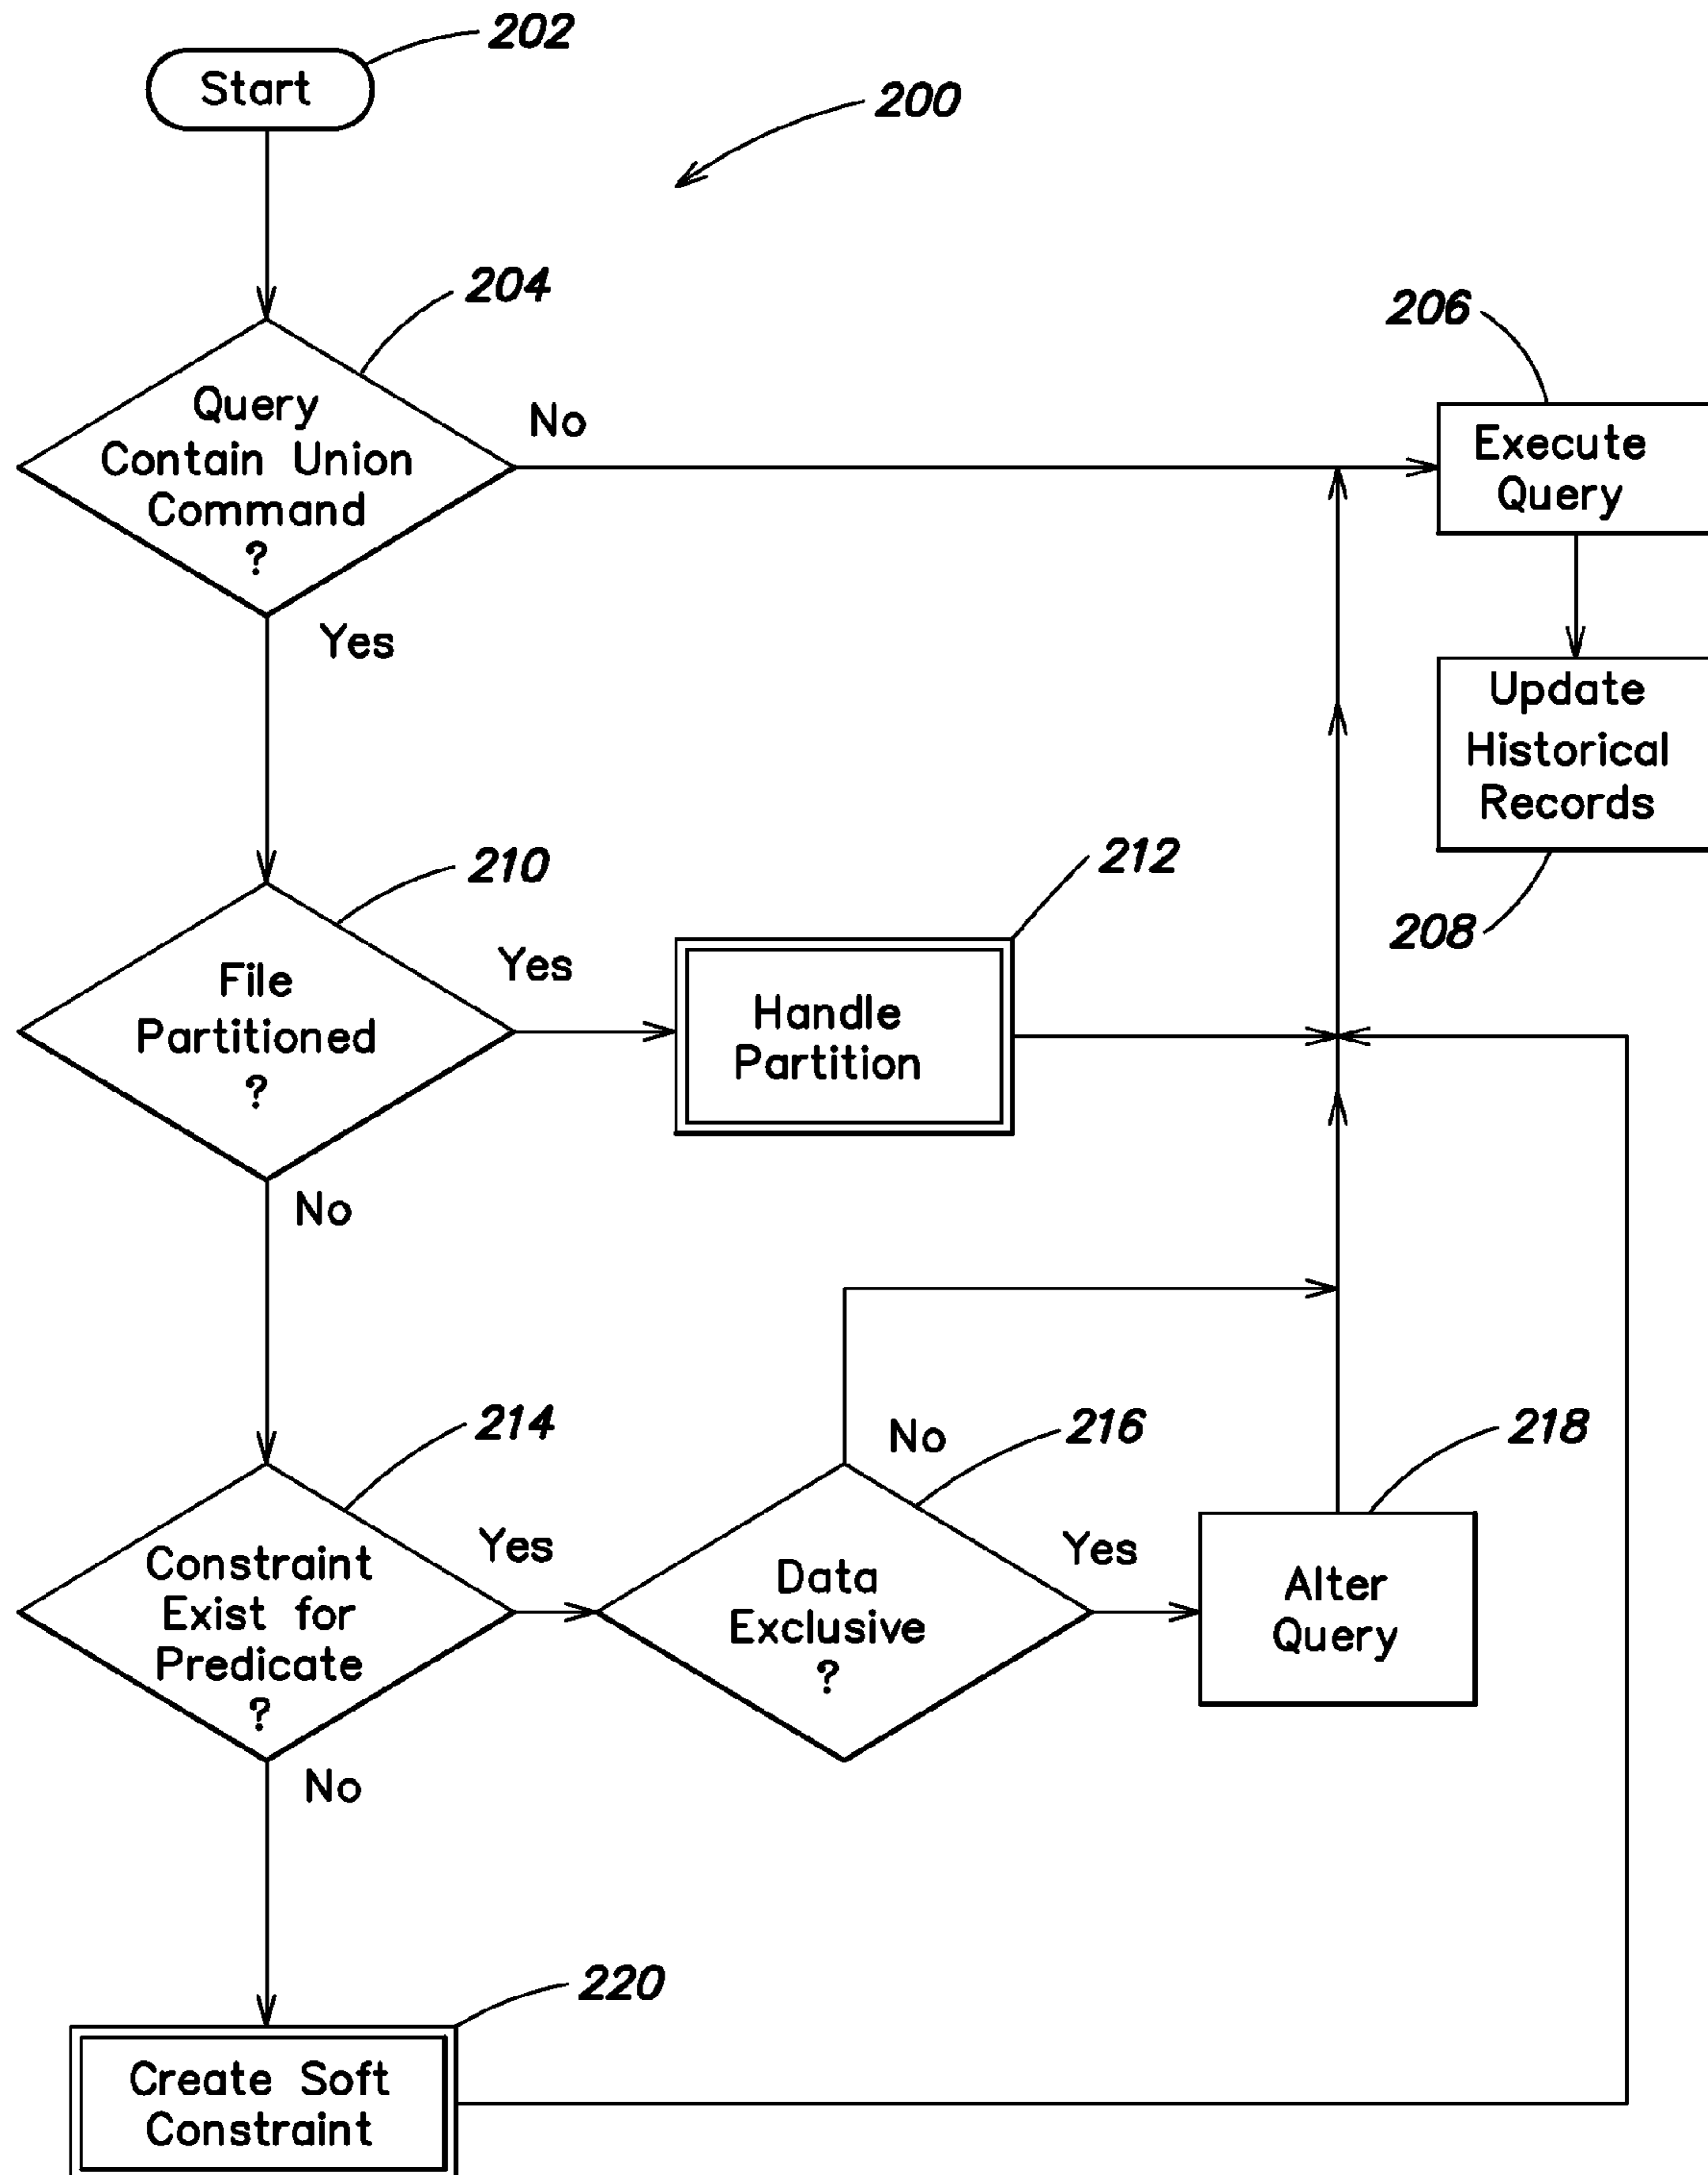 202
Start
200
204
Query
Contain Union
Command
?
No
Yes
206
Execute
Query
Update
Historical
Records
208
210
File
Partitioned
?
Yes
No
212
Handle
Partition
214
Constraint
Exist for
Predicate
?
Yes
No
216
Data
Exclusive
?
No
Yes
218
Alter
Query
220
Create Soft
Constraint